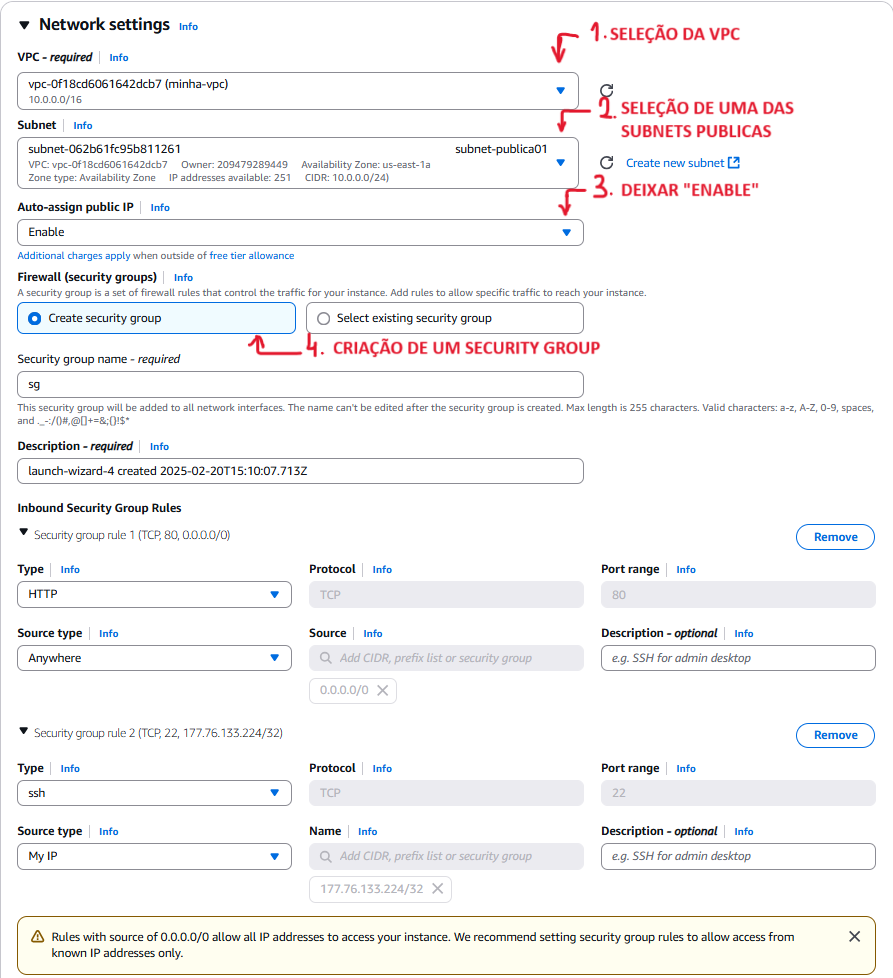 ▼ Network settings Info
1. SELEÇÃO DA VPC
VPC - required | Info
vpc-0f18cd6061642dcb7 (minha-vpc)
10.0.0.0/16
2. SELEÇÃO DE UMA DAS
SUBNETS PUBLICAS
Subnet | Info
subnet-062b61fc95b811261 subnet-publica01
VPC: vpc-0f18cd6061642dcb7 Owner: 209479289449 Availability Zone: us-east-1a
Zone type: Availability Zone IP addresses available: 251 CIDR: 10.0.0.0/24)
Create new subnet
3. DEIXAR "ENABLE"
Auto-assign public IP | Info
Enable
Additional charges apply when outside of free tier allowance
Firewall (security groups) | Info
A security group is a set of firewall rules that control the traffic for your instance. Add rules to allow specific traffic to reach your instance.
Create security group Select existing security group
4. CRIAÇÃO DE UM SECURITY GROUP
Security group name - required
sg
This security group will be added to all network interfaces. The name can't be edited after the security group is created. Max length is 255 characters. Valid characters: a-z, A-Z, 0-9, spaces,
and ._-:/()#,@[]+=&;{}!$*
Description - required | Info
launch-wizard-4 created 2025-02-20T15:10:07.713Z
Inbound Security Group Rules
▼ Security group rule 1 (TCP, 80, 0.0.0.0/0) Remove
Type | Info Protocol | Info Port range | Info
HTTP TCP 80
Source type | Info Source | Info Description - optional | Info
Anywhere Add CIDR, prefix list or security group e.g. SSH for admin desktop
0.0.0.0/0 X
▼ Security group rule 2 (TCP, 22, 177.76.133.224/32) Remove
Type | Info Protocol | Info Port range | Info
ssh TCP 22
Source type | Info Name | Info Description - optional | Info
My IP Add CIDR, prefix list or security group e.g. SSH for admin desktop
177.76.133.224/32 X
Rules with source of 0.0.0.0/0 allow all IP addresses to access your instance. We recommend setting security group rules to allow access from
known IP addresses only.